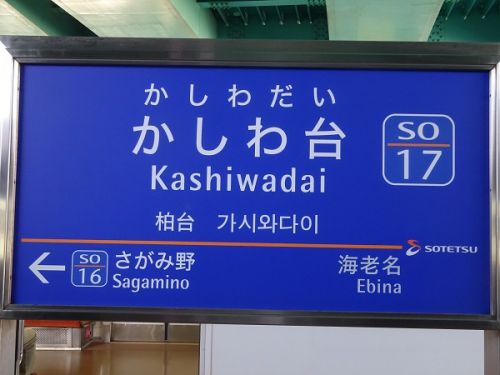 かしわだい
かしわ台
Kashiwadai
SO
17
柏台 가시와다이
SOTETSU
← SO 16 さがみ野
Sagamino
海老名
Ebina